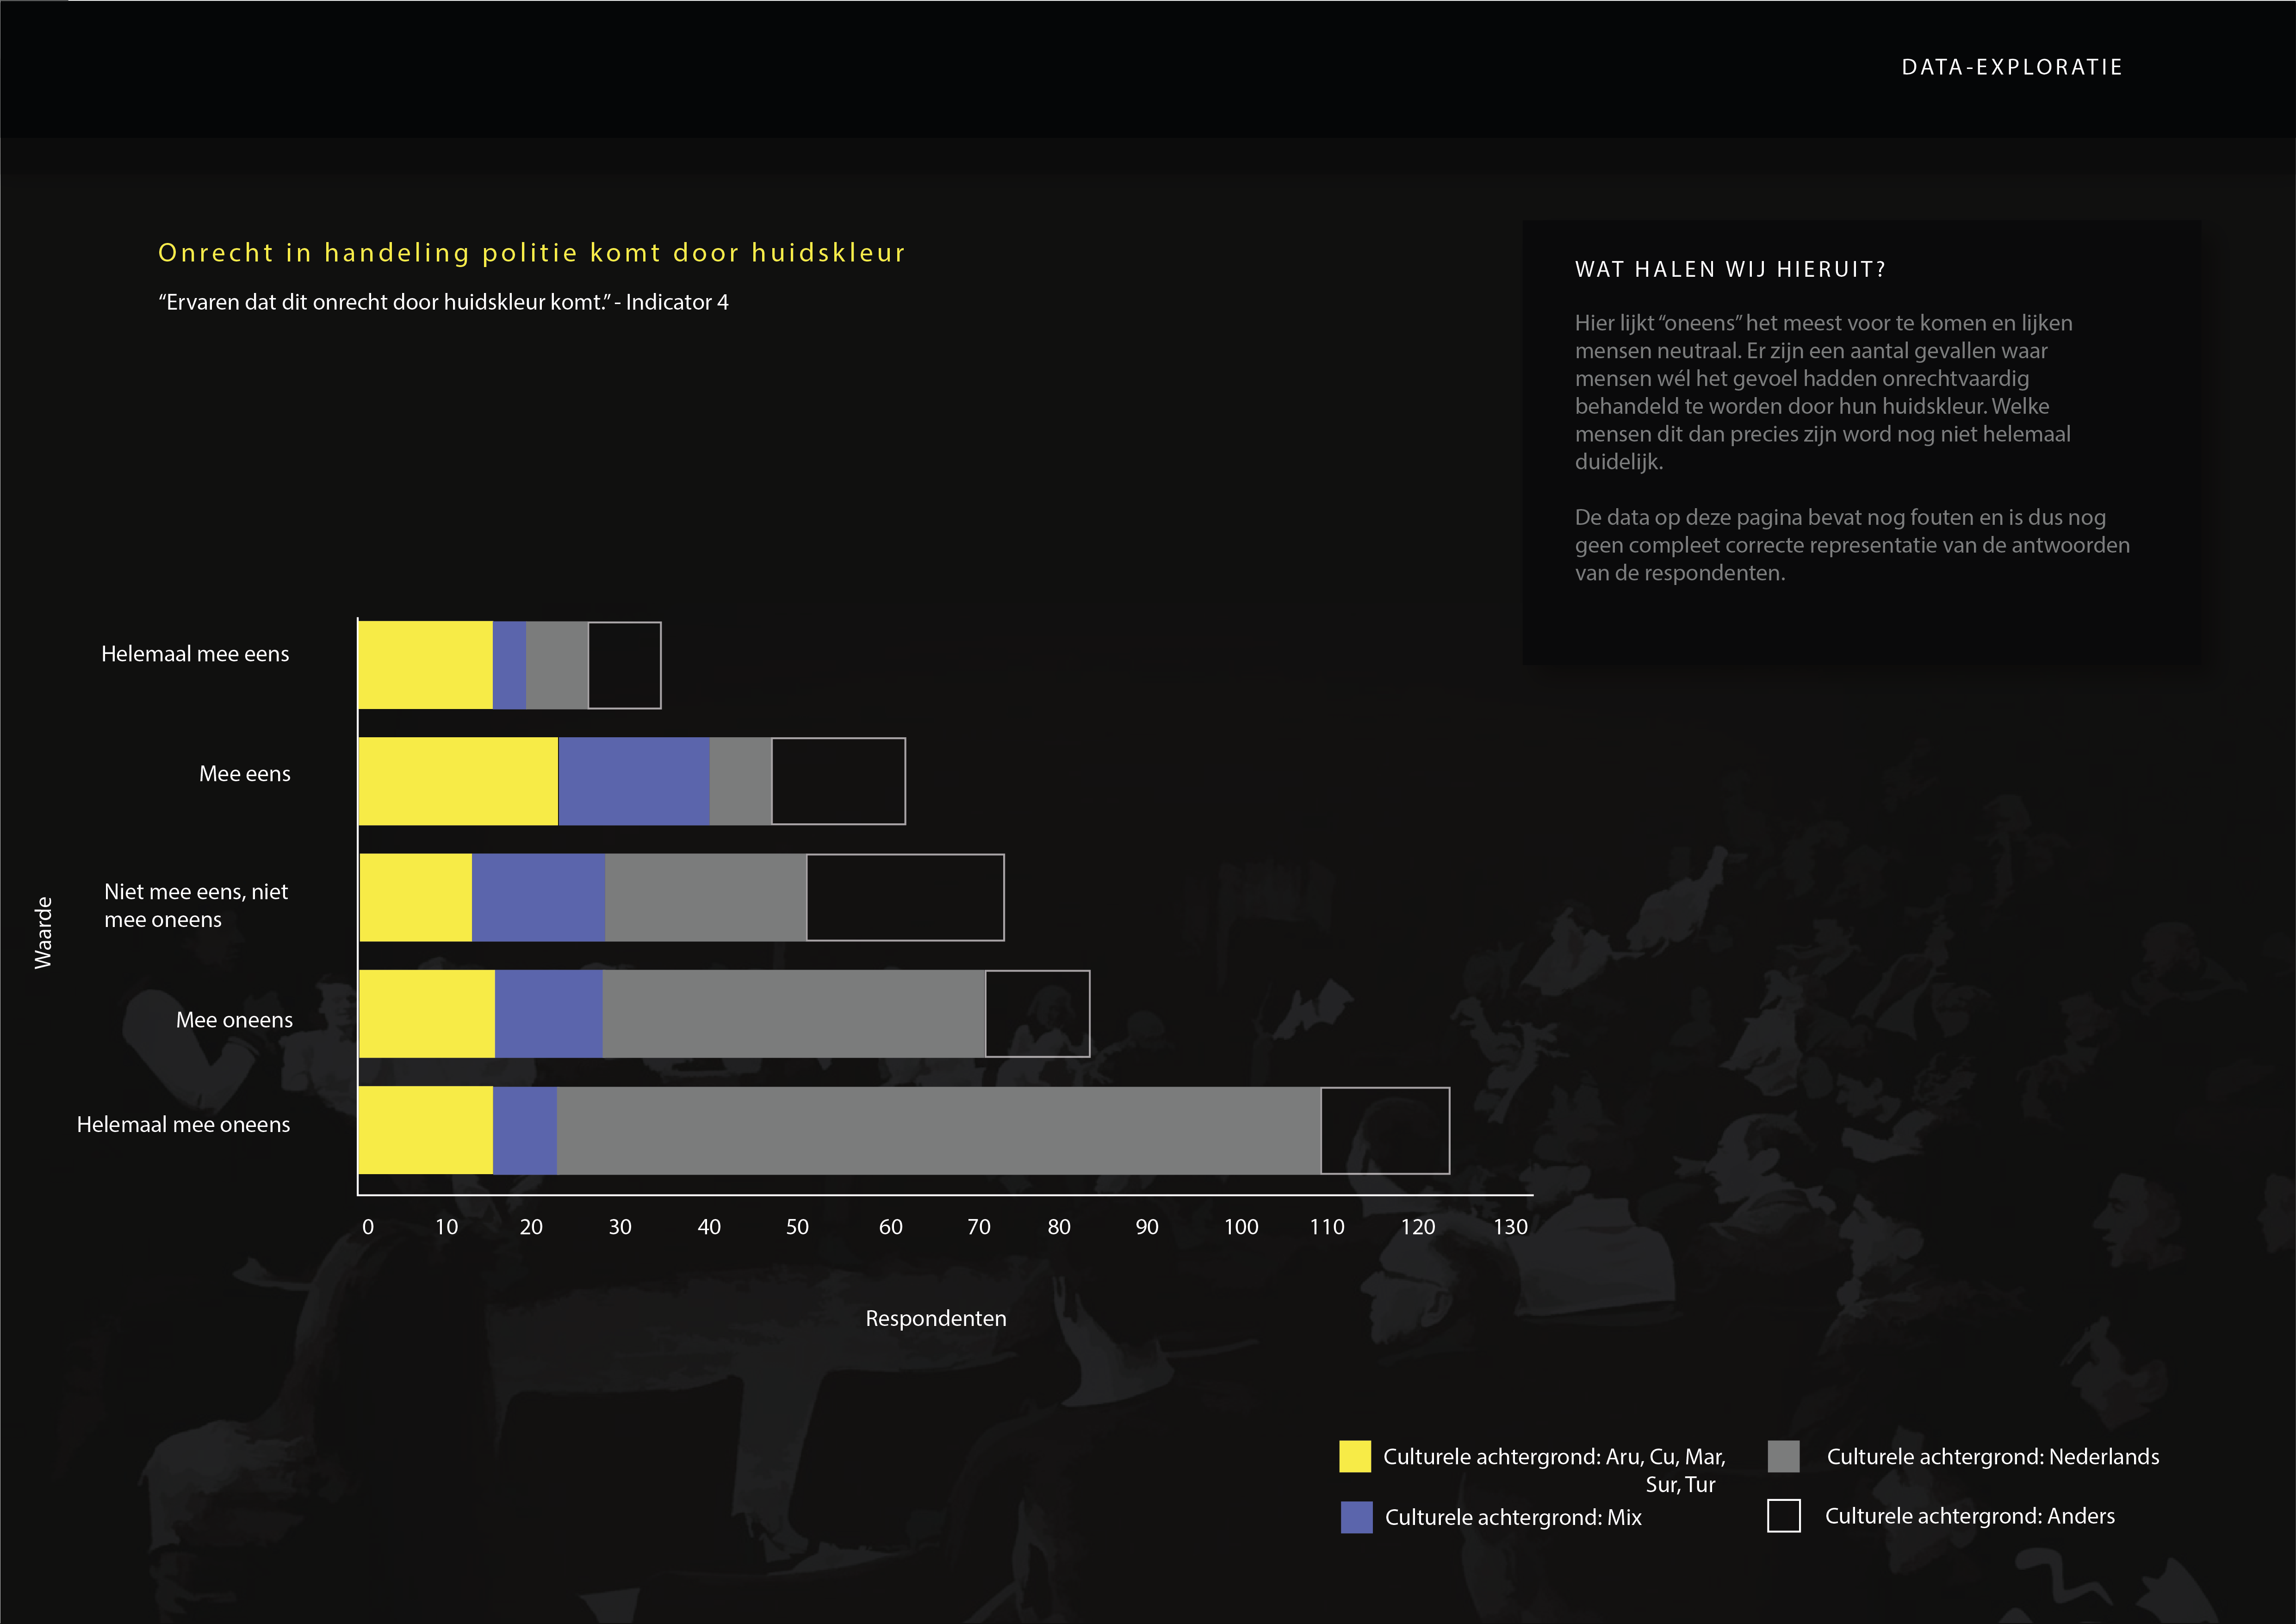 DATA-EXPLORATIE
Onrecht in handeling politie komt door huidskleur
“Ervaren dat dit onrecht door huidskleur komt.” - Indicator 4
WAT HALEN WIJ HIERUIT?
Hier lijkt “oneens” het meest voor te komen en lijken
mensen neutraal. Er zijn een aantal gevallen waar
mensen wél het gevoel hadden onrechtvaardig
behandeld te worden door hun huidskleur. Welke
mensen dit dan precies zijn word nog niet helemaal
duidelijk.
De data op deze pagina bevat nog fouten en is dus nog
geen compleet correcte representatie van de antwoorden
van de respondenten.
Waarde
Helemaal mee eens
Mee eens
Niet mee eens, niet
mee oneens
Mee oneens
Helemaal mee oneens
0 10 20 30 40 50 60 70 80 90 100 110 120 130
Respondenten
Culturele achtergrond: Aru, Cu, Mar,
Sur, Tur
Culturele achtergrond: Mix
Culturele achtergrond: Nederlands
Culturele achtergrond: Anders